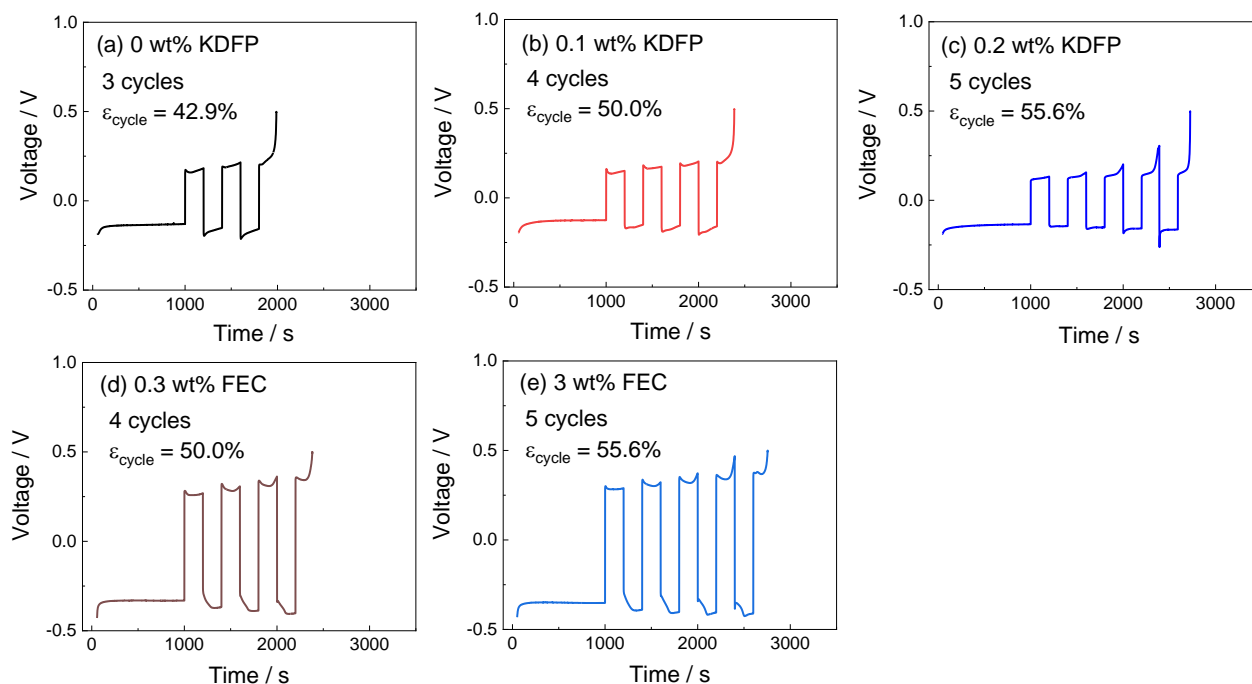 (a) 0 wt% KDFP
3 cycles
εcycle = 42.9%
Voltage / V
1.0
0.5
0.0
-0.5
0 1000 2000 3000
Time / s
(b) 0.1 wt% KDFP
4 cycles
εcycle = 50.0%
Voltage / V
1.0
0.5
0.0
-0.5
0 1000 2000 3000
Time / s
(c) 0.2 wt% KDFP
5 cycles
εcycle = 55.6%
Voltage / V
1.0
0.5
0.0
-0.5
0 1000 2000 3000
Time / s
(d) 0.3 wt% FEC
4 cycles
εcycle = 50.0%
Voltage / V
1.0
0.5
0.0
-0.5
0 1000 2000 3000
Time / s
(e) 3 wt% FEC
5 cycles
εcycle = 55.6%
Voltage / V
1.0
0.5
0.0
-0.5
0 1000 2000 3000
Time / s